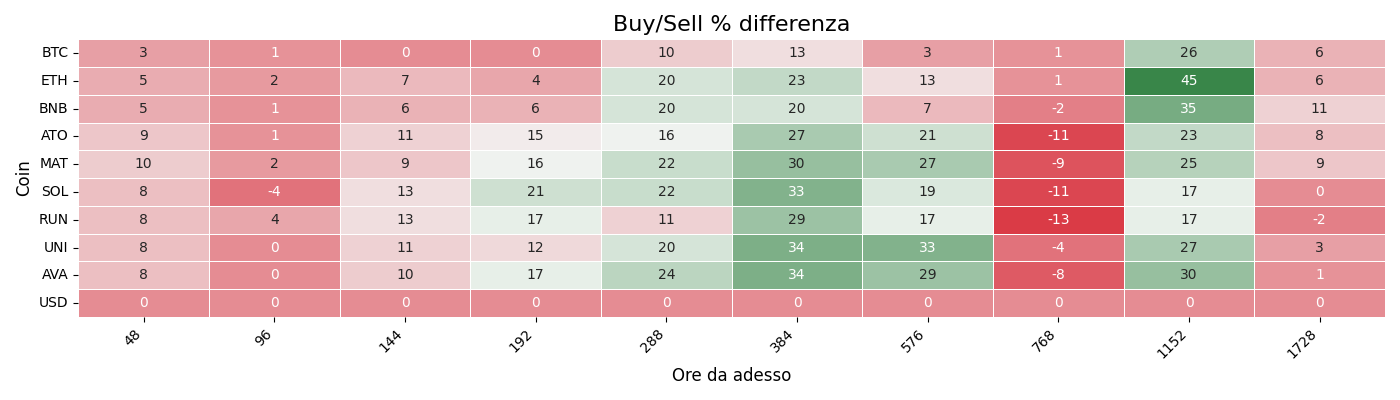 Buy/Sell % differenza
Coin
BTC 3 1 0 0 10 13 3 1 26 6
ETH 5 2 7 4 20 23 13 1 45 6
BNB 5 1 6 6 20 20 7 -2 35 11
ATO 9 1 11 15 16 27 21 -11 23 8
MAT 10 2 9 16 22 30 27 -9 25 9
SOL 8 -4 13 21 22 33 19 -11 17 0
RUN 8 4 13 17 11 29 17 -13 17 -2
UNI 8 0 11 12 20 34 33 -4 27 3
AVA 8 0 10 17 24 34 29 -8 30 1
USD 0 0 0 0 0 0 0 0 0 0
48 96 144 192 288 384 576 768 1152 1728
Ore da adesso